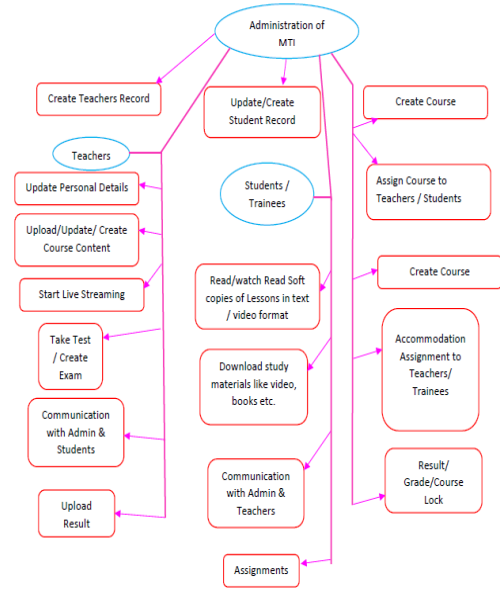 Administration of
MTI
Create Teachers Record
Update/Create
Student Record
Create Course
Teachers
Assign Course to
Teachers / Students
Update Personal Details
Students /
Trainees
Upload/Update/ Create
Course Content
Start Live Streaming
Read/watch Read Soft
copies of Lessons in text
/ video format
Create Course
Take Test
/ Create
Exam
Accommodation
Assignment to
Teachers/
Trainees
Download study
materials like video,
books etc.
Communication
with Admin &
Students
Communication
with Admin &
Teachers
Result/
Grade/Course
Lock
Upload
Result
Assignments